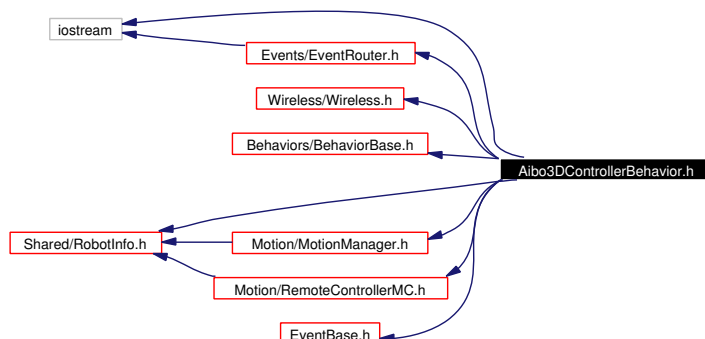 iostream
Events/EventRouter.h
Wireless/Wireless.h
Behaviors/BehaviorBase.h
Aibo3DControllerBehavior.h
Shared/RobotInfo.h
Motion/MotionManager.h
Motion/RemoteControllerMC.h
EventBase.h